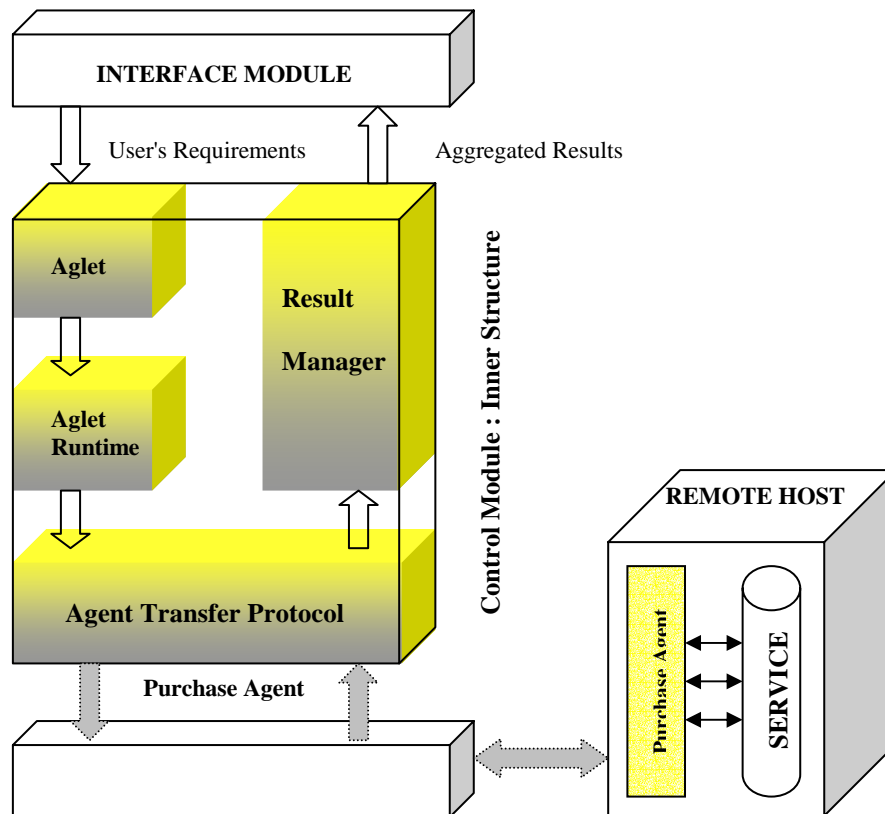 INTERFACE MODULE
User's Requirements
Aggregated Results
Aglet
Result
Manager
Aglet
Runtime
Control Module : Inner Structure
Agent Transfer Protocol
Purchase Agent
REMOTE HOST
Purchase Agent
SERVICE